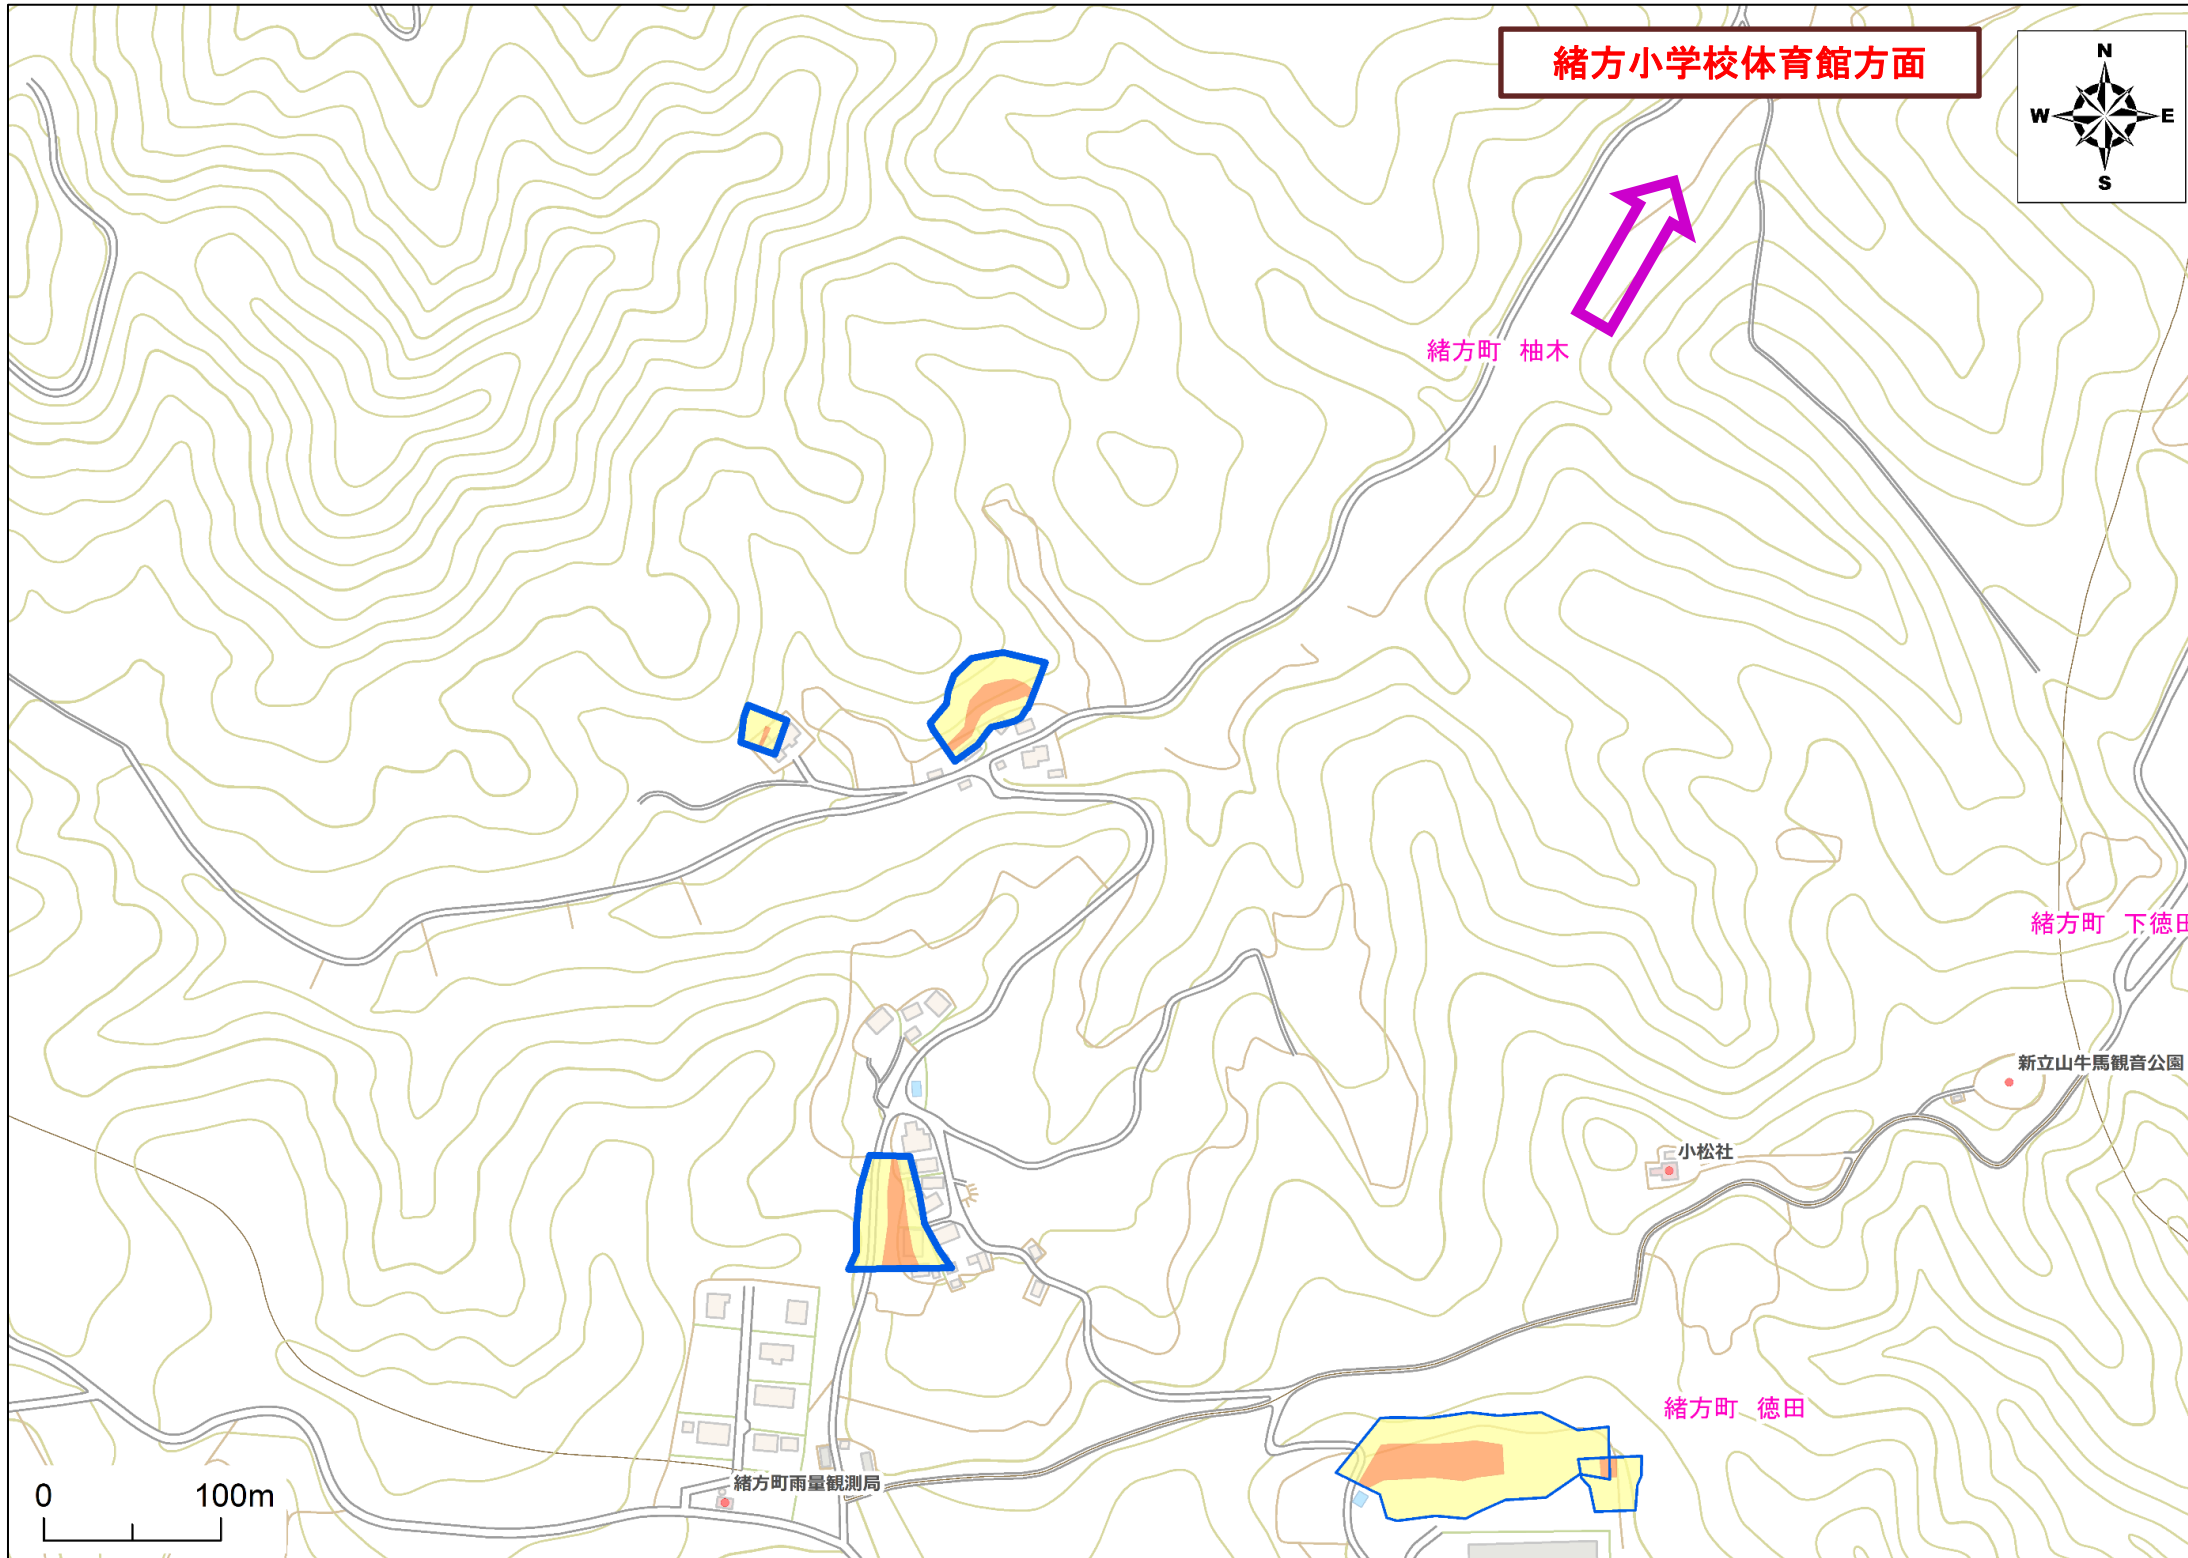 緒方小学校体育館方面
N
W E
S
緒方町 柚木
緒方町 下徳田
新立山牛馬観音公園
小松社
緒方町 徳田
緒方町雨量観測局
0 100m